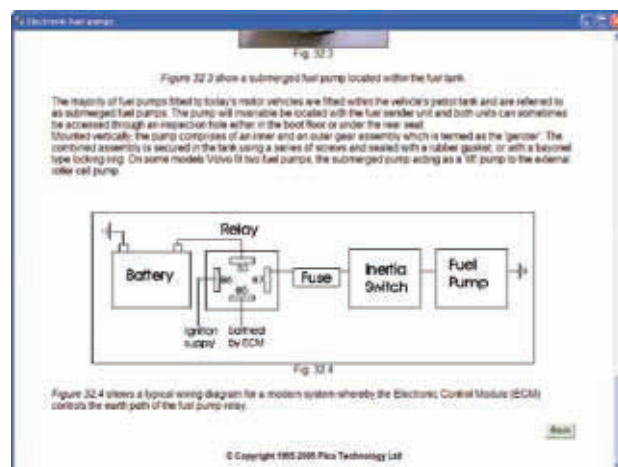 Electronic fuel pumps
Fig. 32.3
Figure 32.3 show a submerged fuel pump located within the fuel tank.
The majority of fuel pumps fitted to today's motor vehicles are fitted within the vehicle's petrol tank and are referred to
as submerged fuel pumps. The pump will invariable be located with the fuel sender unit and both units can sometimes
be accessed through an inspection hole either in the boot floor or under the rear seat.
Mounted vertically, the pump comprises of an inner and an outer gear assembly which is termed as the 'gerotor'. The
combined assembly is secured in the tank using a series of screws and sealed with a rubber gasket, or with a bayonet
type locking ring. On some models Volvo fit two fuel pumps, the submerged pump acting as a 'lift' pump to the external
roller cell pump.
Relay
Battery
86
87
85
Fuse
Inertia
Switch
Fuel
Pump
Ignition
supply
Earthed
by ECM
Fig. 32.4
Figure 32.4 shows a typical wiring diagram for a modern system whereby the Electronic Control Module (ECM)
controls the earth path of the fuel pump relay.
Back
© Copyright 1995-2005 Pico Technology Ltd